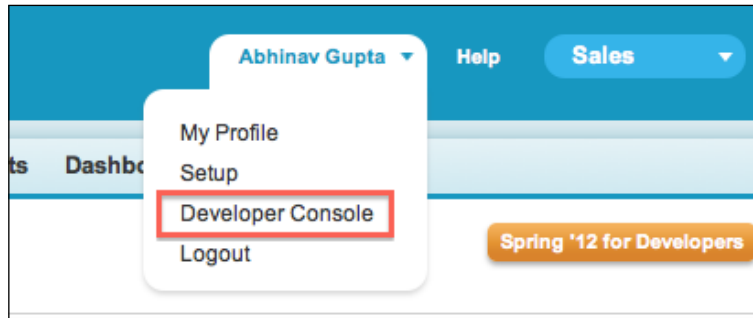 Abhinav Gupta Help Sales
My Profile
Setup
Developer Console
Logout
ts Dashbo
Spring '12 for Developers